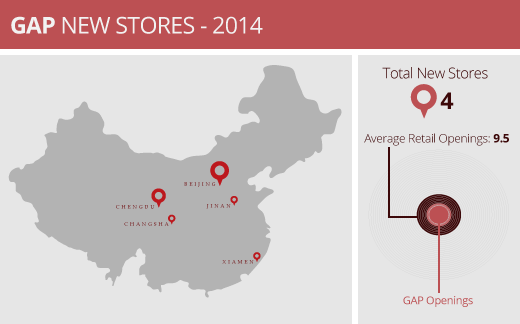 GAP NEW STORES - 2014
BEIJING
CHENGDU
JINAN
CHANGSHA
XIAMEN
Total New Stores
4
Average Retail Openings: 9.5
GAP Openings